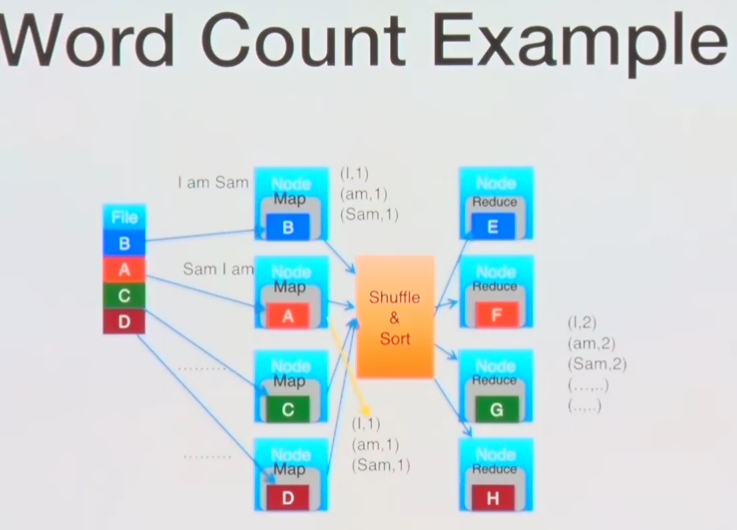 Word Count Example
File
B
A
C
D
I am Sam
Node
Map
B
(I,1)
(am,1)
(Sam,1)
Sam I am
Node
Map
A
.........
Node
Map
C
(I,1)
(am,1)
(Sam,1)
.........
Node
Map
D
Shuffle
&
Sort
Node
Reduce
E
Node
Reduce
F
Node
Reduce
G
Node
Reduce
H
(I,2)
(am,2)
(Sam,2)
(...,..)
(..,..)